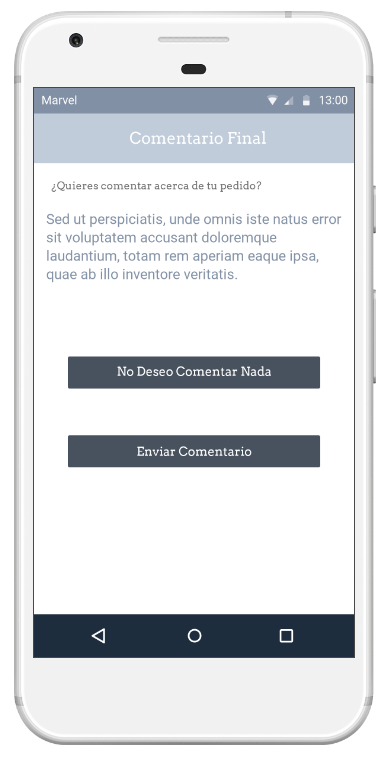 Marvel 13:00
Comentario Final
¿Quieres comentar acerca de tu pedido?
Sed ut perspiciatis, unde omnis iste natus error
sit voluptatem accusant doloremque
laudantium, totam rem aperiam eaque ipsa,
quae ab illo inventore veritatis.
No Deseo Comentar Nada
Enviar Comentario